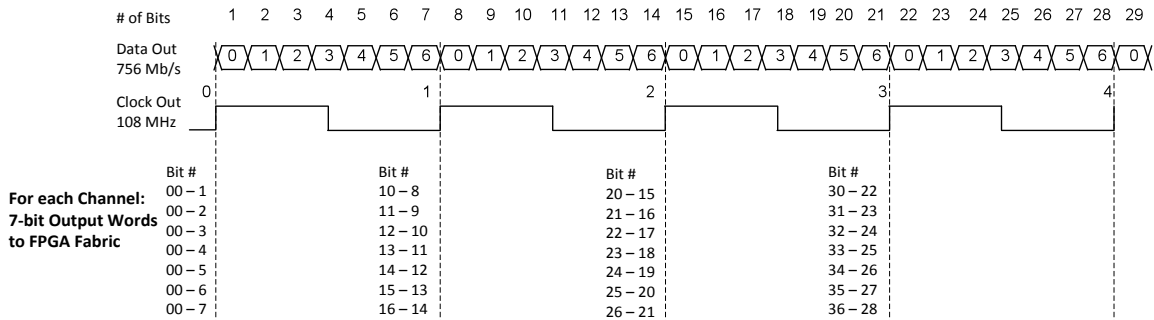 # of Bits 1 2 3 4 5 6 7 8 9 10 11 12 13 14 15 16 17 18 19 20 21 22 23 24 25 26 27 28 29
Data Out 0 1 2 3 4 5 6 0 1 2 3 4 5 6 0 1 2 3 4 5 6 0 1 2 3 4 5 6 0
756 Mb/s
0 1 2 3 4
Clock Out
108 MHz
For each Channel:
7-bit Output Words
to FPGA Fabric
Bit #
00 – 1
00 – 2
00 – 3
00 – 4
00 – 5
00 – 6
00 – 7
Bit #
10 – 8
11 – 9
12 – 10
13 – 11
14 – 12
15 – 13
16 – 14
Bit #
20 – 15
21 – 16
22 – 17
23 – 18
24 – 19
25 – 20
26 – 21
Bit #
30 – 22
31 – 23
32 – 24
33 – 25
34 – 26
35 – 27
36 – 28